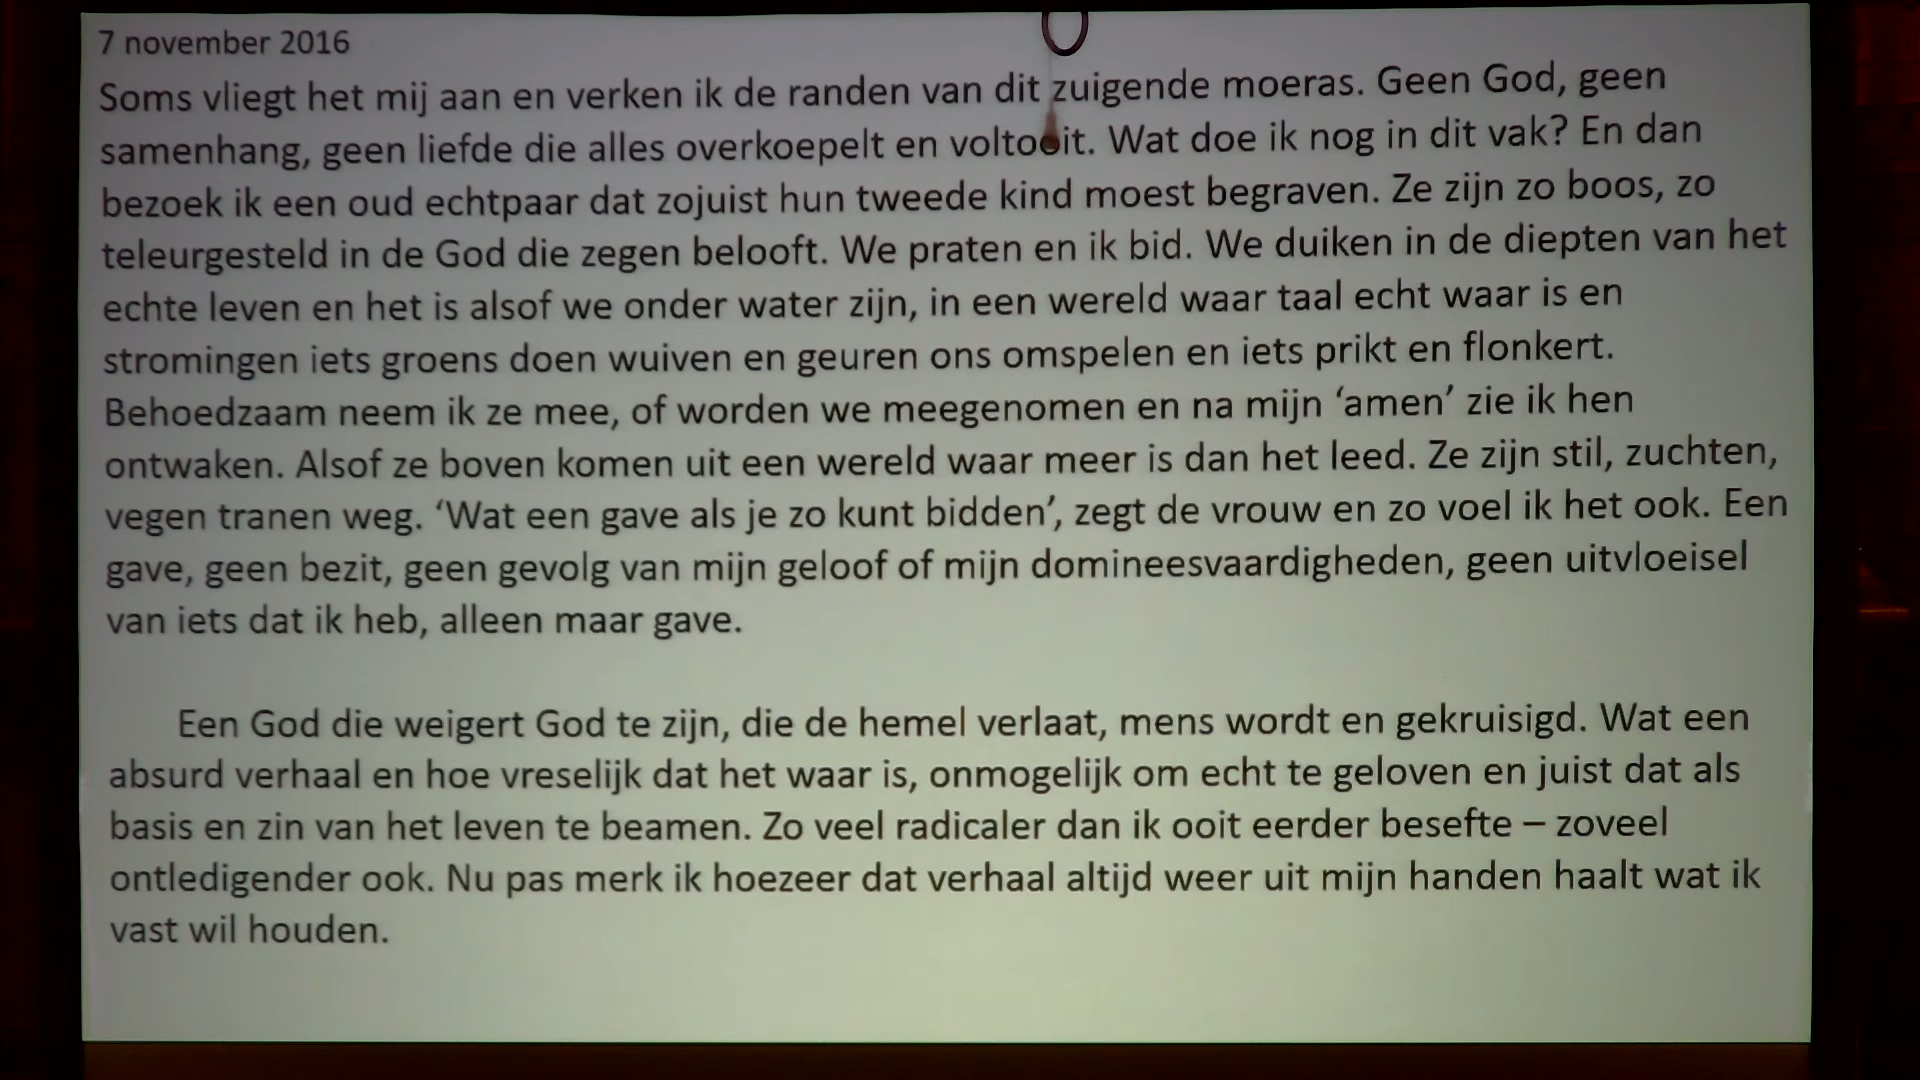 7 november 2016
Soms vliegt het mij aan en verken ik de randen van dit zuigende moeras. Geen God, geen
samenhang, geen liefde die alles overkoepelt en voltooit. Wat doe ik nog in dit vak? En dan
bezoek ik een oud echtpaar dat zojuist hun tweede kind moest begraven. Ze zijn zo boos, zo
teleurgesteld in de God die zegen belooft. We praten en ik bid. We duiken in de diepten van het
echte leven en het is alsof we onder water zijn, in een wereld waar taal echt waar is en
stromingen iets groens doen wuiven en geuren ons omspelen en iets prikt en flonkert.
Behoedzaam neem ik ze mee, of worden we meegenomen en na mijn ‘amen’ zie ik hen
ontwaken. Alsof ze boven komen uit een wereld waar meer is dan het leed. Ze zijn stil, zuchten,
vegen tranen weg. ‘Wat een gave als je zo kunt bidden’, zegt de vrouw en zo voel ik het ook. Een
gave, geen bezit, geen gevolg van mijn geloof of mijn domineesvaardigheden, geen uitvloeisel
van iets dat ik heb, alleen maar gave.
Een God die weigert God te zijn, die de hemel verlaat, mens wordt en gekruisigd. Wat een
absurd verhaal en hoe vreselijk dat het waar is, onmogelijk om echt te geloven en juist dat als
basis en zin van het leven te beamen. Zo veel radicaler dan ik ooit eerder besefte – zoveel
ontledigender ook. Nu pas merk ik hoezeer dat verhaal altijd weer uit mijn handen haalt wat ik
vast wil houden.